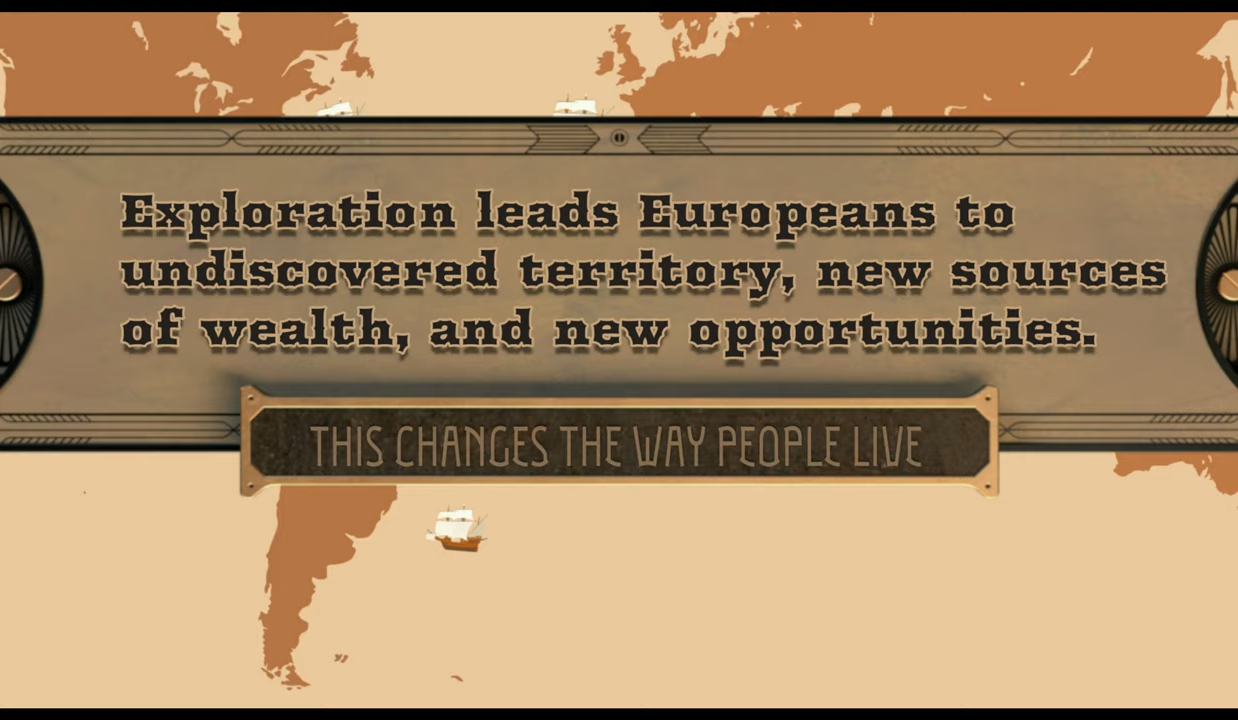 Exploration leads Europeans to
undiscovered territory, new sources
of wealth, and new opportunities.
THIS CHANGES THE WAY PEOPLE LIVE